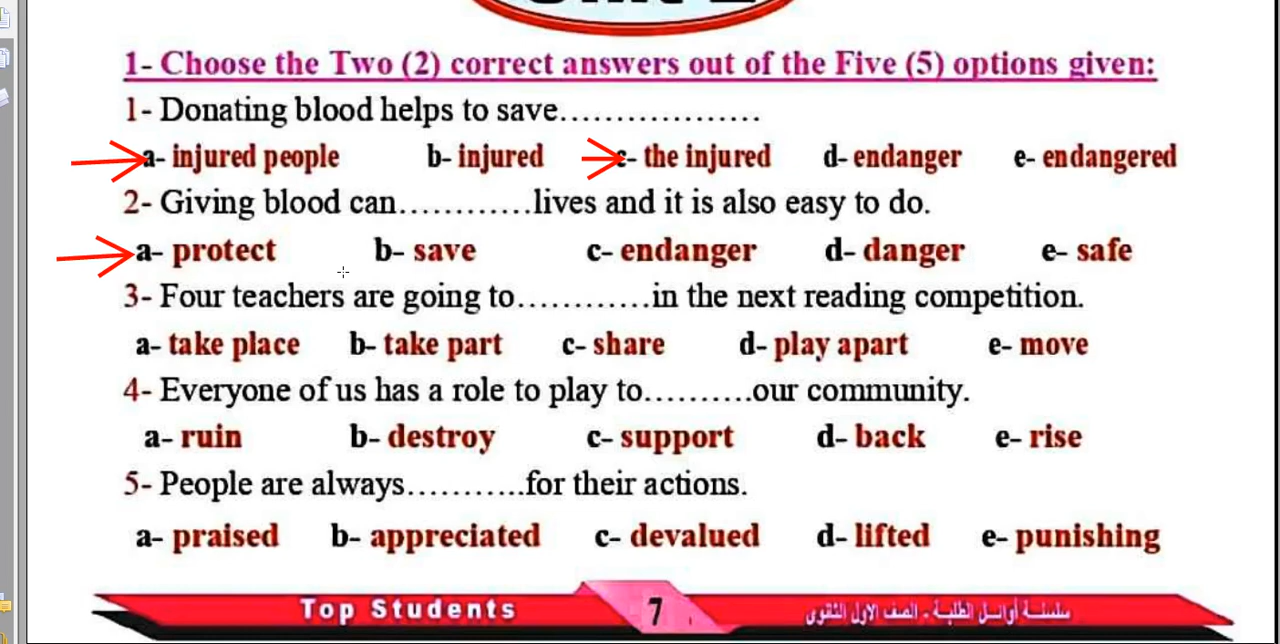 1- Choose the Two (2) correct answers out of the Five (5) options given:
1- Donating blood helps to save..................
a- injured people b- injured c- the injured d- endanger e- endangered
2- Giving blood can............lives and it is also easy to do.
a- protect b- save c- endanger d- danger e- safe
3- Four teachers are going to............in the next reading competition.
a- take place b- take part c- share d- play apart e- move
4- Everyone of us has a role to play to..........our community.
a- ruin b- destroy c- support d- back e- rise
5- People are always...........for their actions.
a- praised b- appreciated c- devalued d- lifted e- punishing
Top Students 7 سلسلة أوائل الطلبة - الصف الاول الثانوى